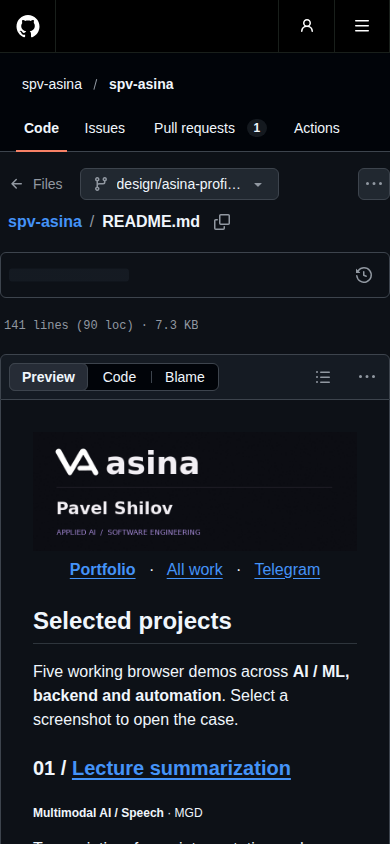 spv-asina / spv-asina
Code Issues Pull requests 1 Actions
Files design/asina-profi…
spv-asina / README.md
141 lines (90 loc) · 7.3 KB
Preview Code Blame
asina
Pavel Shilov
APPLIED AI / SOFTWARE ENGINEERING
Portfolio · All work · Telegram
Selected projects
Five working browser demos across AI / ML,
backend and automation. Select a
screenshot to open the case.
01 / Lecture summarization
Multimodal AI / Speech · MGD